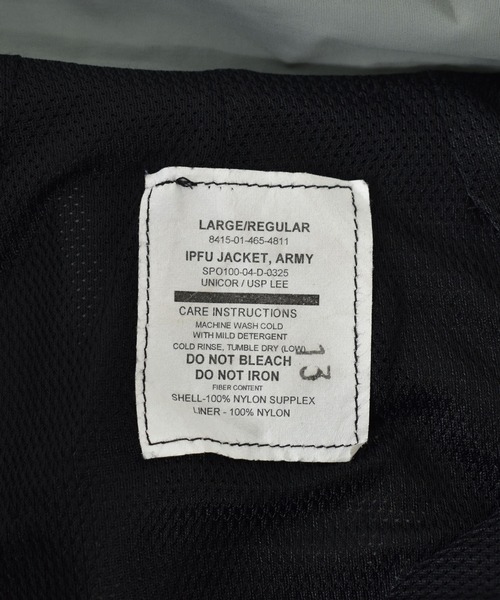 LARGE/REGULAR
8415-01-465-4811
IPFU JACKET, ARMY
SPO100-04-D-0325
UNICOR / USP LEE
CARE INSTRUCTIONS
MACHINE WASH COLD
WITH MILD DETERGENT
COLD RINSE, TUMBLE DRY (LOW)
DO NOT BLEACH
DO NOT IRON
FIBER CONTENT
SHELL-100% NYLON SUPPLEX
LINER - 100% NYLON
13